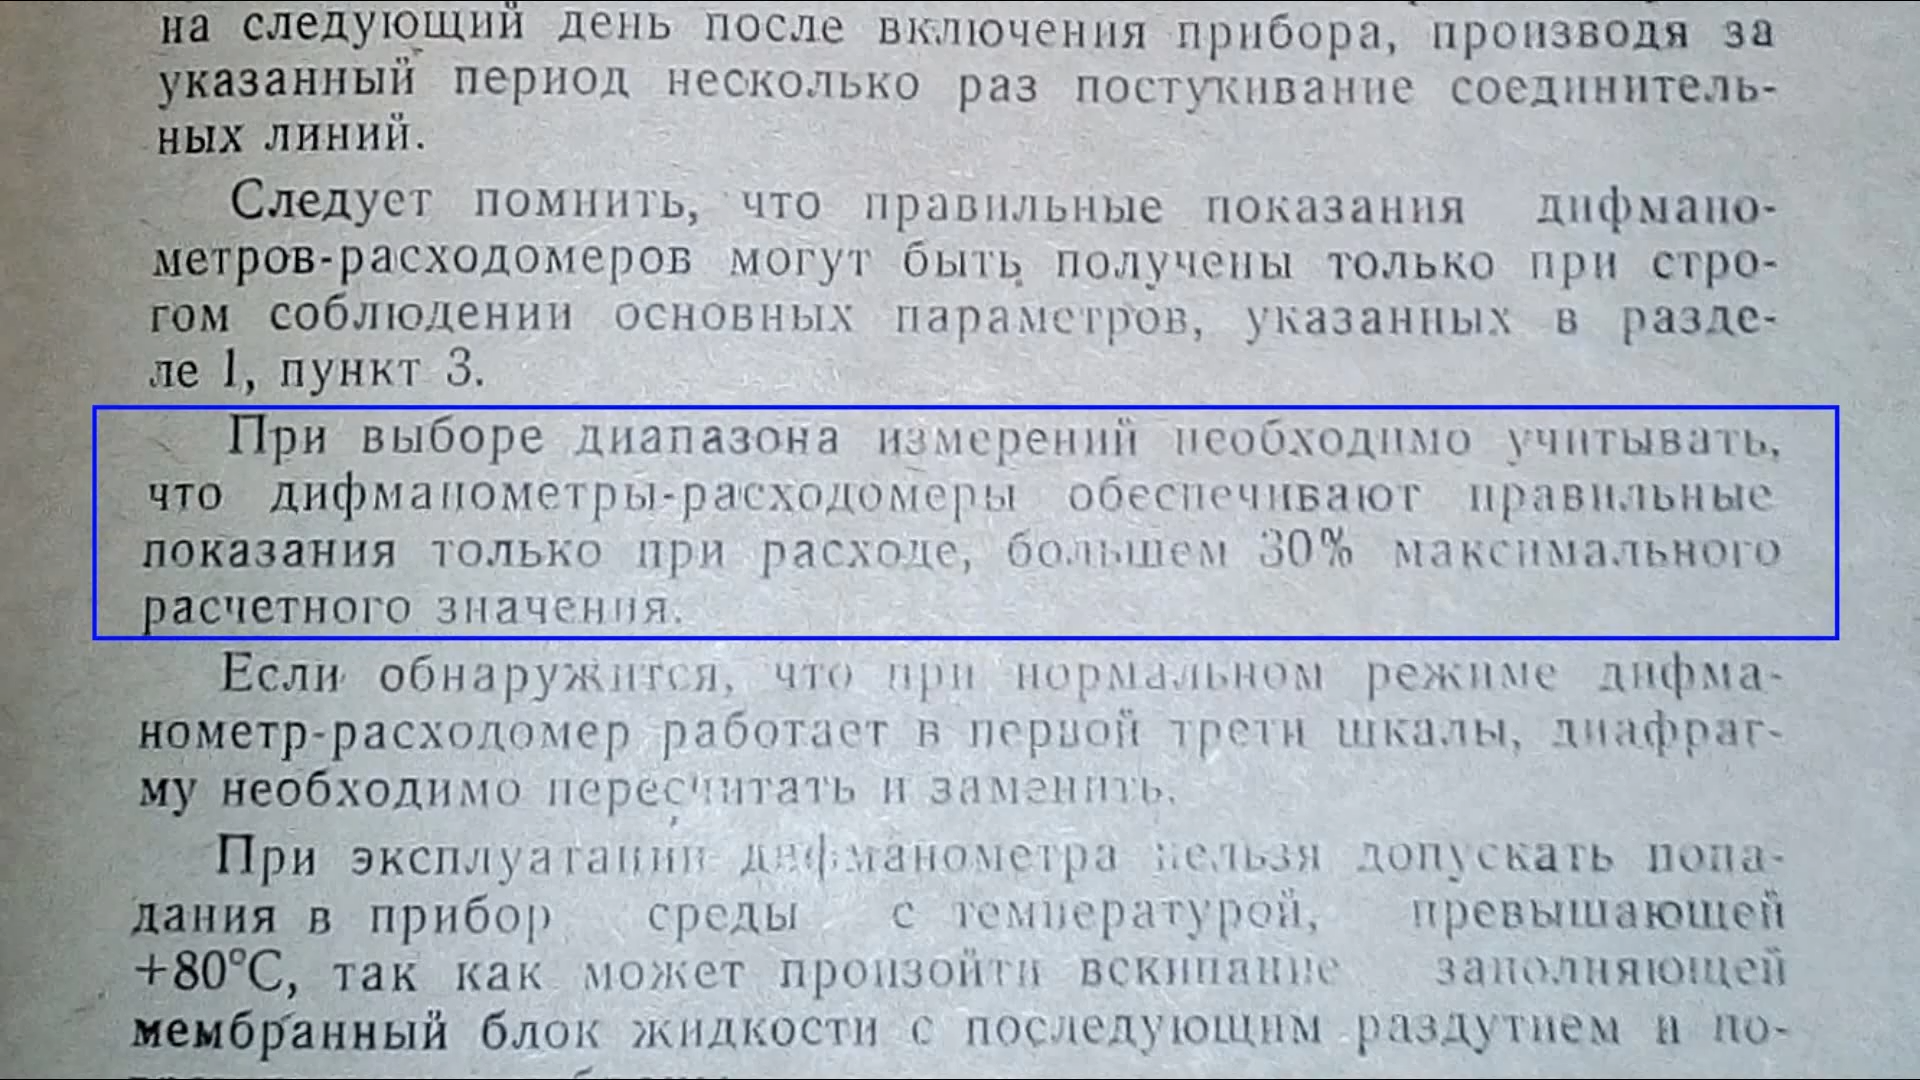 на следующий день после включения прибора, производя за
указанный период несколько раз постукивание соединитель-
ных линий.
Следует помнить, что правильные показания дифмано-
метров-расходомеров могут быть получены только при стро-
гом соблюдении основных параметров, указанных в разде-
ле 1, пункт 3.
При выборе диапазона измерений необходимо учитывать,
что дифманометры-расходомеры обеспечивают правильные
показания только при расходе, большем 30% максимального
расчетного значения.
Если обнаружится, что при нормальном режиме дифма-
нометр-расходомер работает в первой трети шкалы, диафраг-
му необходимо пересчитать и заменить.
При эксплуатации дифманометра нельзя допускать попа-
дания в прибор среды с температурой, превышающей
+80°С, так как может произойти вскипание заполняющей
мембранный блок жидкости с последующим раздутием и по-